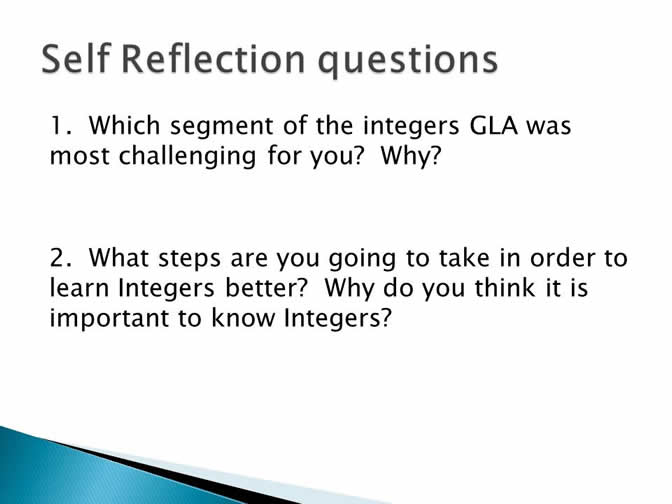 Self Reflection questions
1.  Which segment of the integers GLA was
most challenging for you?  Why?
2.  What steps are you going to take in order to
learn Integers better?  Why do you think it is
important to know Integers?